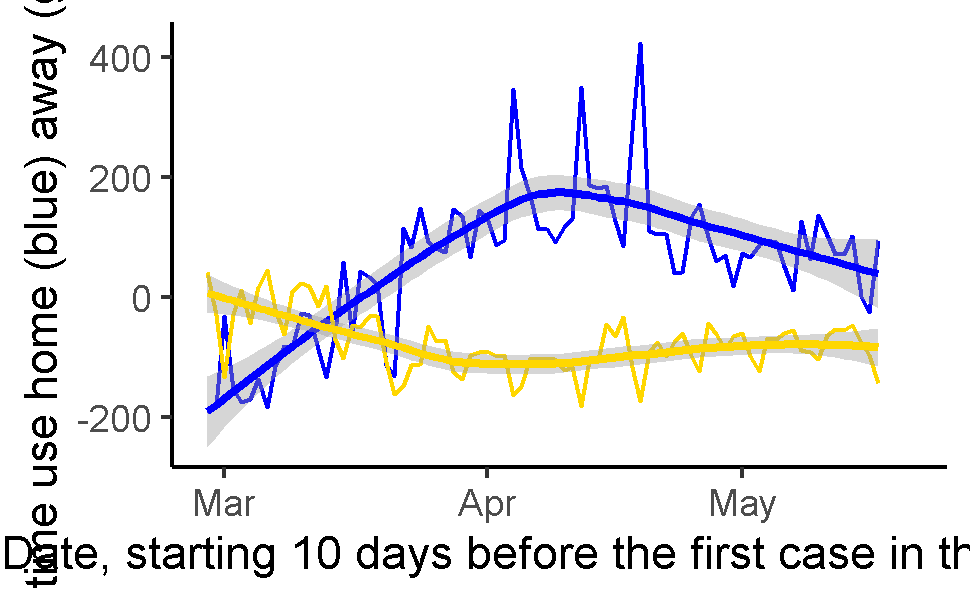 time use home (blue) away (
400
200
0
-200
Mar Apr May
Date, starting 10 days before the first case in th